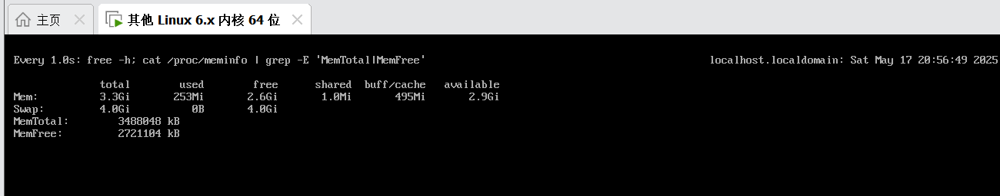 主页
其他 Linux 6.x 内核 64 位
Every 1.0s: free -h; cat /proc/meminfo | grep -E 'MemTotal|MemFree' localhost.localdomain: Sat May 17 20:56:49 2025
total used free shared buff/cache available
Mem: 3.3Gi 253Mi 2.6Gi 1.0Mi 495Mi 2.9Gi
Swap: 4.0Gi 0B 4.0Gi
MemTotal: 3488048 kB
MemFree: 2721104 kB